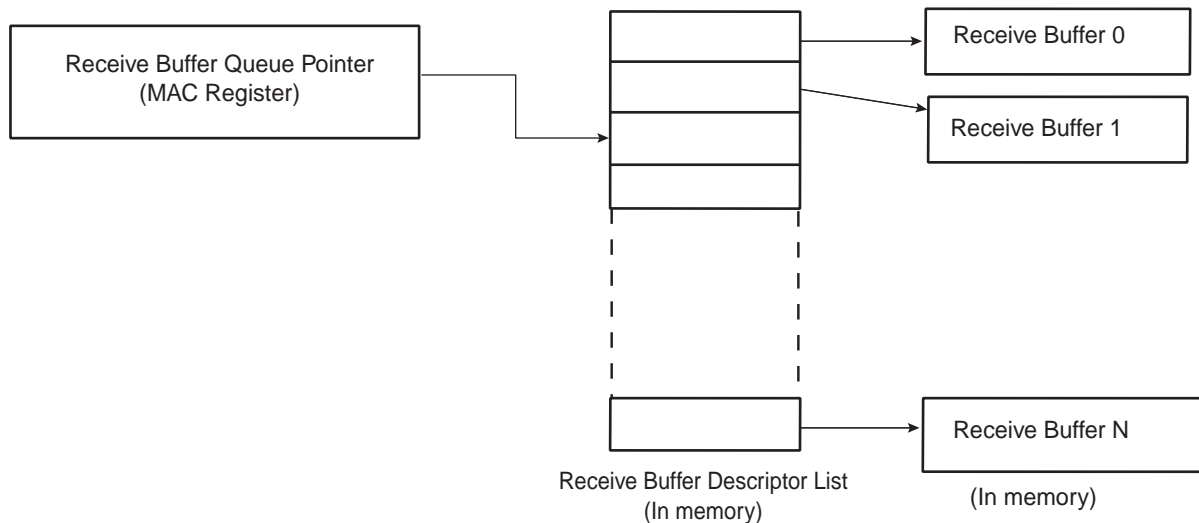 Receive Buffer Queue Pointer
(MAC Register)
Receive Buffer 0
Receive Buffer 1
Receive Buffer N
Receive Buffer Descriptor List
(In memory)
(In memory)